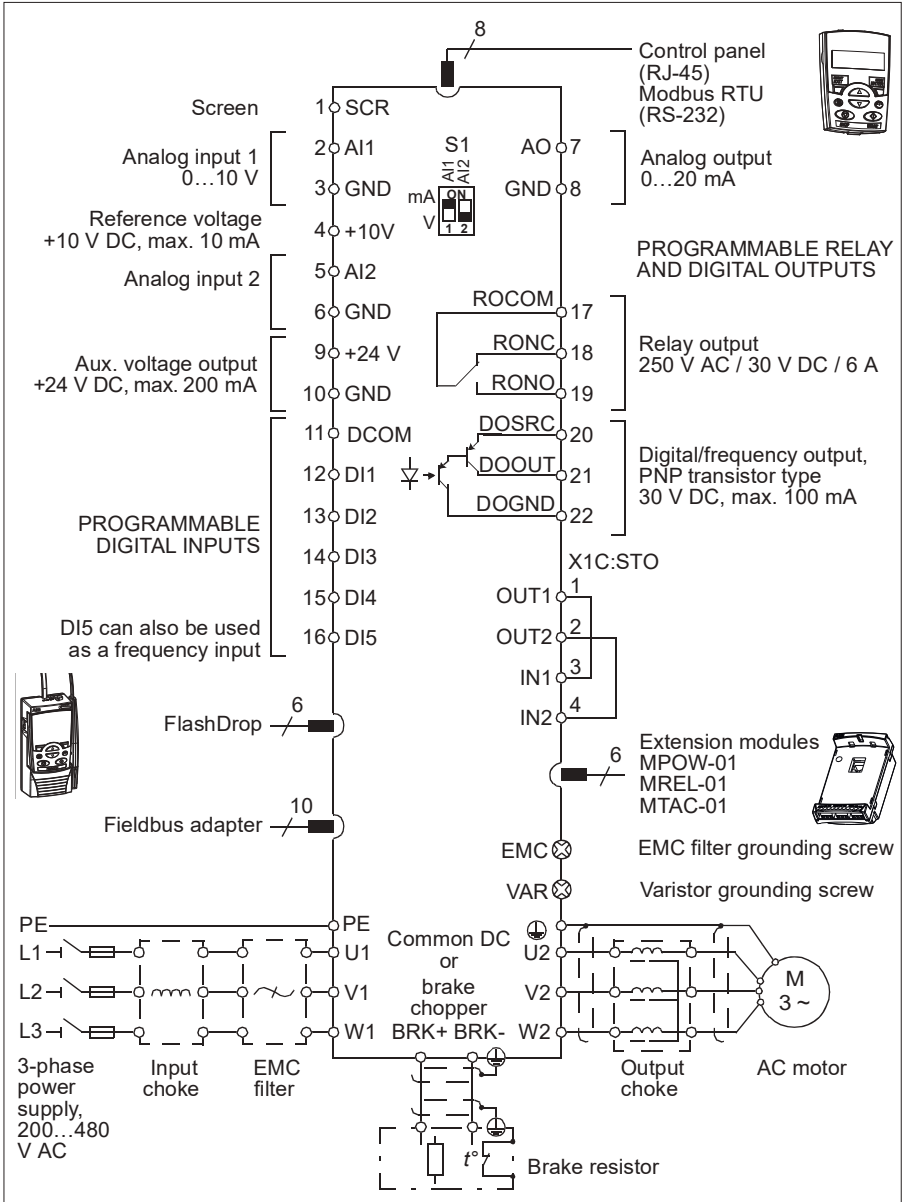 8
Control panel
(RJ-45)
Modbus RTU
(RS-232)
Screen
1 SCR
Analog input 1
0…10 V
2 AI1
3 GND
Reference voltage
+10 V DC, max. 10 mA
4 +10V
Analog input 2
5 AI2
6 GND
Aux. voltage output
+24 V DC, max. 200 mA
9 +24 V
10 GND
11 DCOM
12 DI1
13 DI2
PROGRAMMABLE
DIGITAL INPUTS
14 DI3
15 DI4
16 DI5
DI5 can also be used
as a frequency input
S1
AI1
AI2
mA
V
ON
1 2
AO 7
GND 8
Analog output
0…20 mA
PROGRAMMABLE RELAY
AND DIGITAL OUTPUTS
ROCOM 17
RONC 18
RONO 19
Relay output
250 V AC / 30 V DC / 6 A
DOSRC 20
DOOUT 21
DOGND 22
Digital/frequency output,
PNP transistor type
30 V DC, max. 100 mA
X1C:STO
OUT1 1
OUT2 2
IN1 3
IN2 4
FlashDrop 6
Fieldbus adapter 10
6
Extension modules
MPOW-01
MREL-01
MTAC-01
EMC
EMC filter grounding screw
VAR
Varistor grounding screw
PE
PE
L1
U1
L2
V1
L3
W1
Common DC
or
brake
chopper
BRK+ BRK-
U2
V2
W2
M
3 ~
3-phase
power
supply,
200…480
V AC
Input
choke
EMC
filter
Output
choke
AC motor
t°
Brake resistor